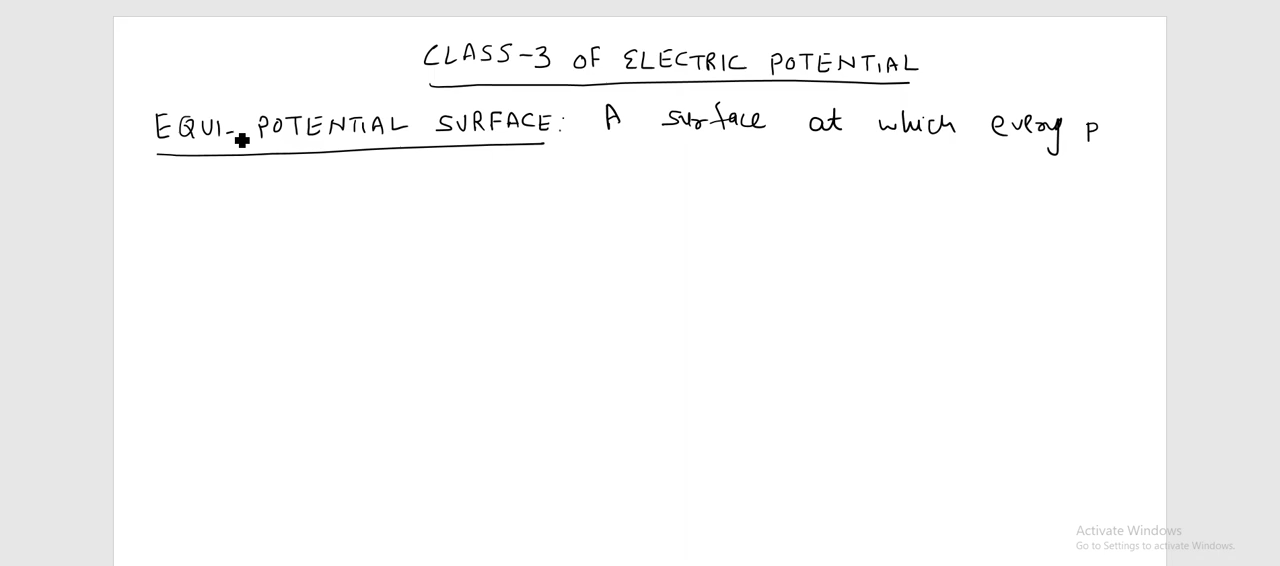 CLASS-3 OF ELECTRIC POTENTIAL
EQUI- POTENTIAL SURFACE: A surface at which every P
Activate Windows
Go to Settings to activate Windows.